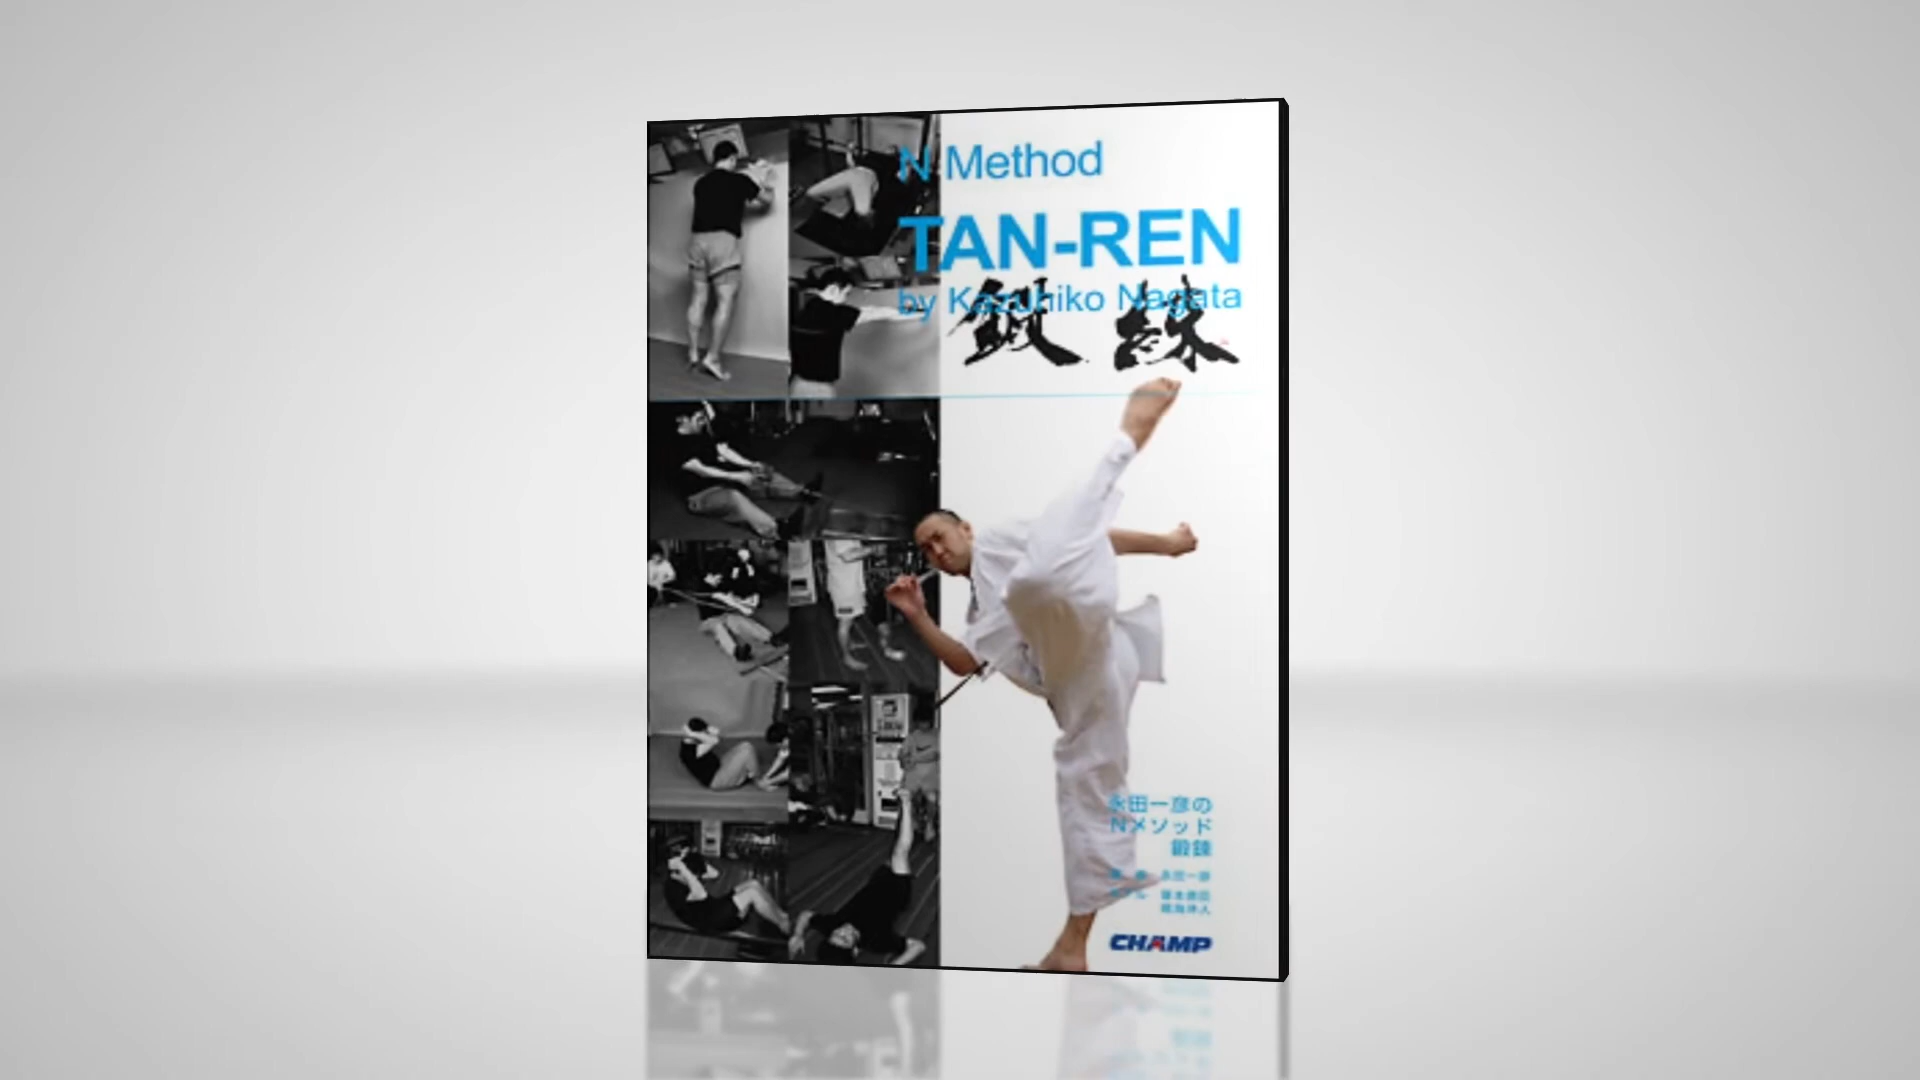 N Method
TAN-REN
by Kazuhiko Nagata
鍛 錬
永田一彦の
Nメソッド
鍛錬
CHAMP